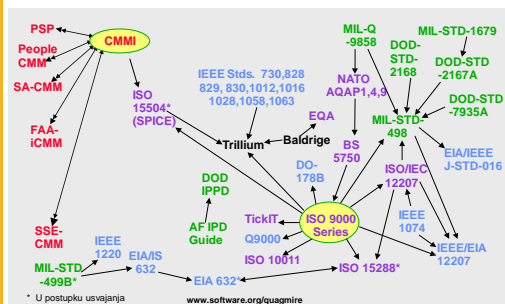 PSP
People
CMM
SA-CMM
FAA-
iCMM
SSE-
CMM
CMMI
ISO
15504*
(SPICE)
IEEE Stds. 730,828
829, 830,1012,1016
1028,1058,1063
EQA
Trillium
Baldrige
MIL-Q
-9858
NATO
AQAP1,4,9
BS
5750
MIL-STD-1679
DOD-
STD-
2168
DOD-STD
-2167A
DOD-STD
-7935A
MIL-STD-
498
EIA/IEEE
J-STD-016
ISO/IEC
12207
IEEE
1074
IEEE/EIA
12207
DO-
178B
DOD
IPPD
AF IPD
Guide
TickIT
Q9000
ISO 10011
ISO 9000
Series
ISO 15288*
IEEE
1220
EIA/IS
632
EIA 632*
MIL-STD
-499B*
* U postupku usvajanja
www.software.org/quagmire